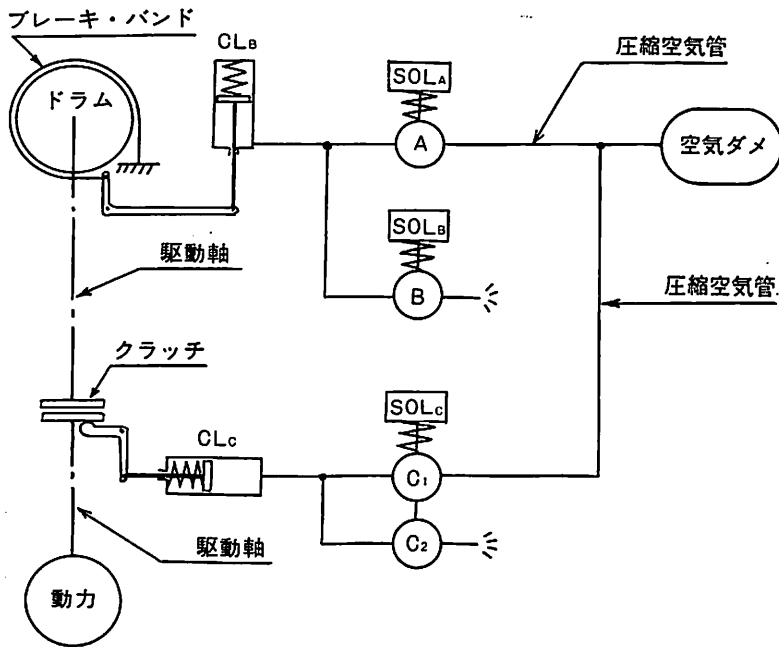 ブレーキ・バンド
CLB
圧縮空気管
ドラム
SOLA
A
空気ダメ
SOLB
駆動軸
B
圧縮空気管
クラッチ
SOLC
CLC
C1
駆動軸
C2
動力